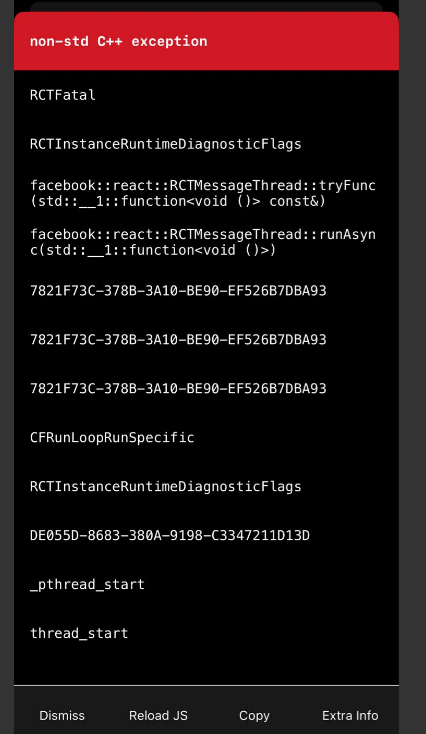 non-std C++ exception
RCTFatal
RCTInstanceRuntimeDiagnosticFlags
facebook::react::RCTMessageThread::tryFunc
(std::__1::function<void ()> const&)
facebook::react::RCTMessageThread::runAsyn
c(std::__1::function<void ()>)
7821F73C-378B-3A10-BE90-EF526B7DBA93
7821F73C-378B-3A10-BE90-EF526B7DBA93
7821F73C-378B-3A10-BE90-EF526B7DBA93
CFRunLoopRunSpecific
RCTInstanceRuntimeDiagnosticFlags
DE055D-8683-380A-9198-C3347211D13D
_pthread_start
thread_start
Dismiss Reload JS Copy Extra Info